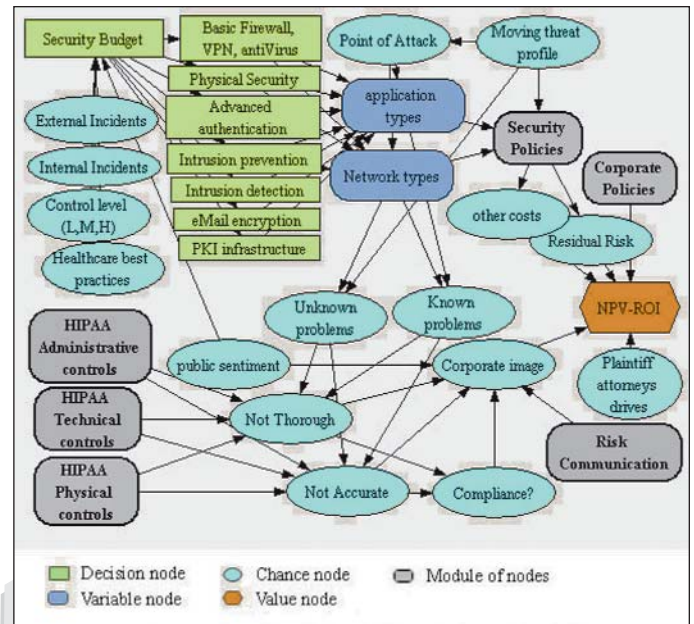 Security Budget
Basic Firewall,
VPN, antiVirus
Physical Security
Advanced
authentication
Intrusion prevention
Intrusion detection
eMail encryption
PKI infrastructure
Point of Attack
Moving threat
profile
application
types
Network types
Security
Policies
Corporate
Policies
External Incidents
Internal Incidents
Control level
(L,M,H)
Healthcare best
practices
other costs
Residual Risk
NPV-ROI
Unknown
problems
Known
problems
HIPAA
Administrative
controls
public sentiment
Corporate image
Plaintiff
attorneys
drives
HIPAA
Technical
controls
Not Thorough
Risk
Communication
HIPAA
Physical
controls
Not Accurate
Compliance?
Decision node
Chance node
Module of nodes
Variable node
Value node